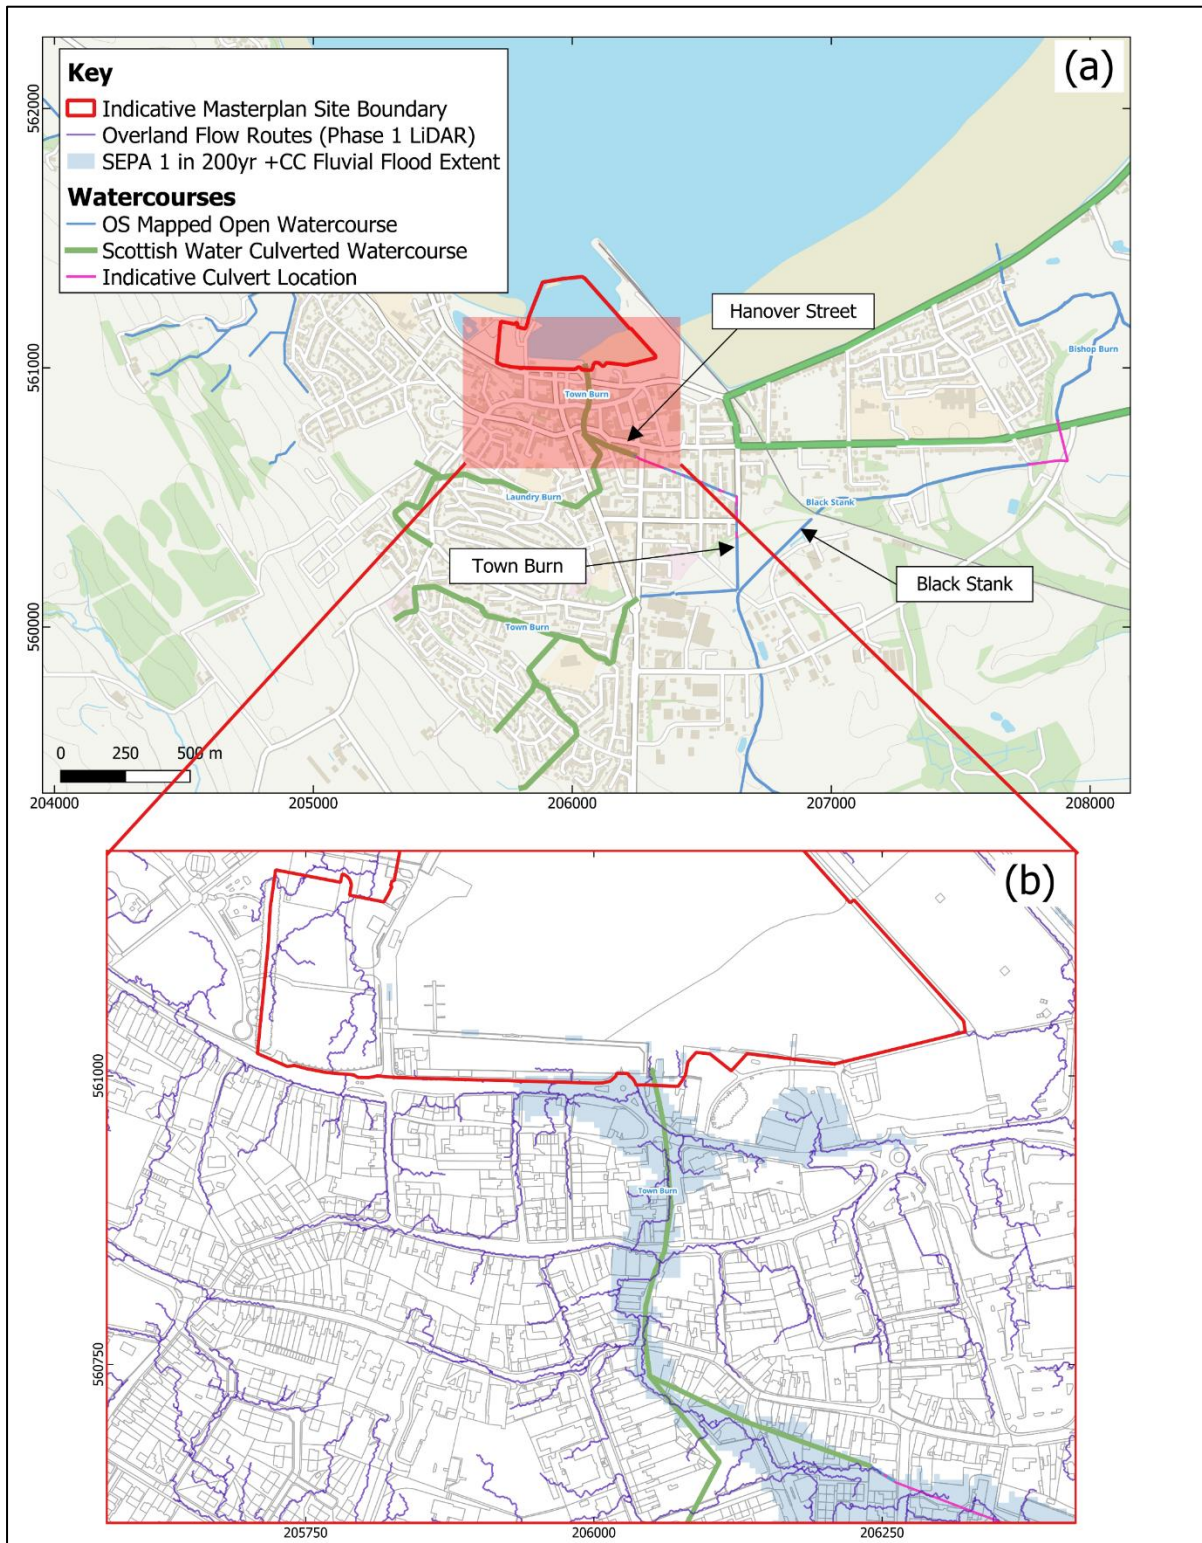 (a)
Key
Indicative Masterplan Site Boundary
Overland Flow Routes (Phase 1 LiDAR)
SEPA 1 in 200yr +CC Fluvial Flood Extent
Watercourses
OS Mapped Open Watercourse
Scottish Water Culverted Watercourse
Indicative Culvert Location
562000
561000
560000
Hanover Street
Bishop Burn
Town Burn
Laundry Burn
Black Stank
Town Burn
Black Stank
Town Burn
0 250 500 m
204000 205000 206000 207000 208000
(b)
561000
Town Burn
560750
205750 206000 206250